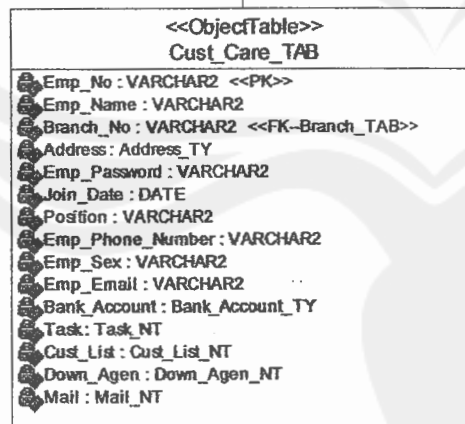 <<ObjectTable>>
Cust_Care_TAB
Emp_No : VARCHAR2 <<PK>>
Emp_Name : VARCHAR2
Branch_No : VARCHAR2 <<FK--Branch_TAB>>
Address : Address_TY
Emp_Password : VARCHAR2
Join_Date : DATE
Position : VARCHAR2
Emp_Phone_Number : VARCHAR2
Emp_Sex : VARCHAR2
Emp_Email : VARCHAR2
Bank_Account : Bank_Account_TY
Task : Task_NT
Cust_List : Cust_List_NT
Down_Agen : Down_Agen_NT
Mail : Mail_NT